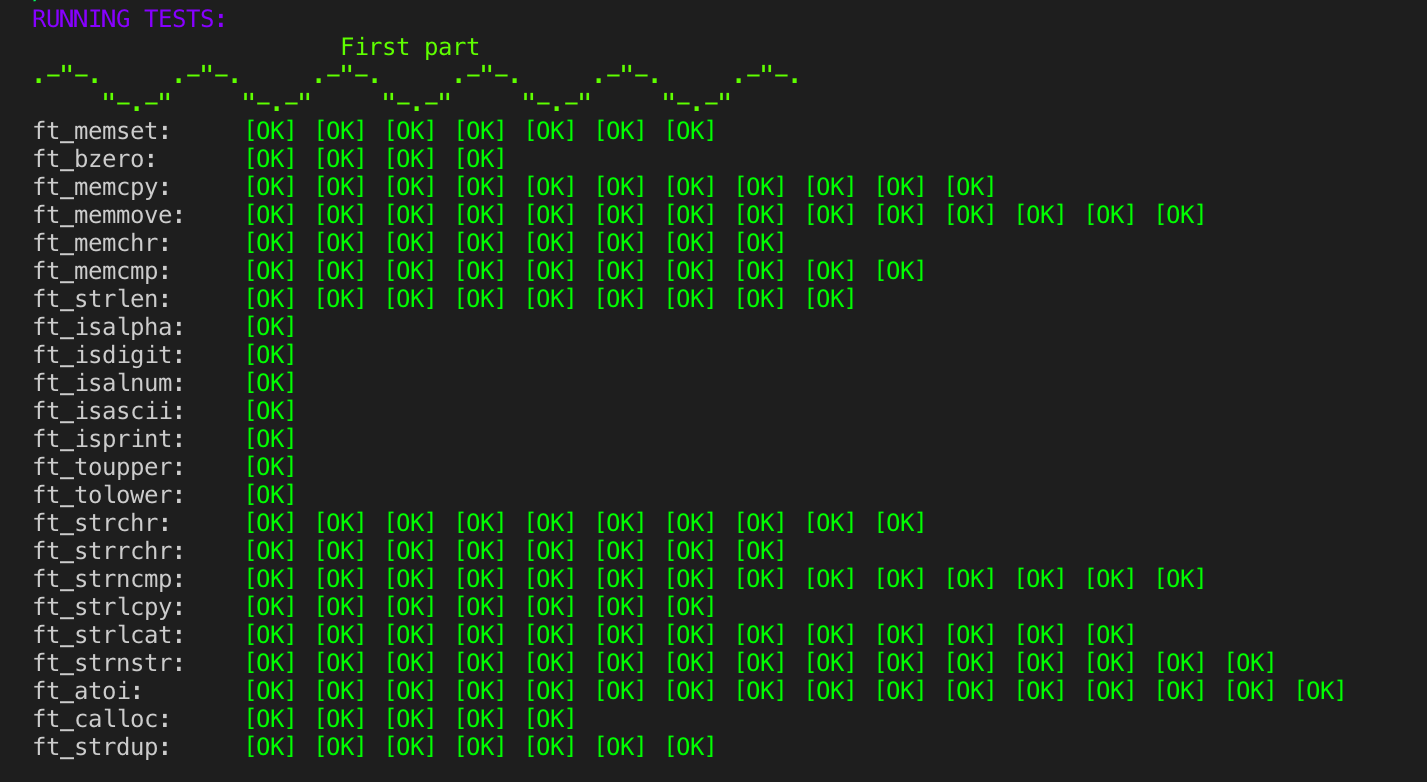 RUNNING TESTS:
First part
.-"-. .-"-. .-"-. .-"-. .-"-. .-"-.
"-.-" "-.-" "-.-" "-.-" "-.-"
ft_memset: [OK] [OK] [OK] [OK] [OK] [OK] [OK]
ft_bzero: [OK] [OK] [OK] [OK]
ft_memcpy: [OK] [OK] [OK] [OK] [OK] [OK] [OK] [OK] [OK] [OK] [OK]
ft_memmove: [OK] [OK] [OK] [OK] [OK] [OK] [OK] [OK] [OK] [OK] [OK] [OK] [OK] [OK]
ft_memchr: [OK] [OK] [OK] [OK] [OK] [OK] [OK] [OK]
ft_memcmp: [OK] [OK] [OK] [OK] [OK] [OK] [OK] [OK] [OK] [OK]
ft_strlen: [OK] [OK] [OK] [OK] [OK] [OK] [OK] [OK] [OK]
ft_isalpha: [OK]
ft_isdigit: [OK]
ft_isalnum: [OK]
ft_isascii: [OK]
ft_isprint: [OK]
ft_toupper: [OK]
ft_tolower: [OK]
ft_strchr: [OK] [OK] [OK] [OK] [OK] [OK] [OK] [OK] [OK] [OK]
ft_strrchr: [OK] [OK] [OK] [OK] [OK] [OK] [OK] [OK]
ft_strncmp: [OK] [OK] [OK] [OK] [OK] [OK] [OK] [OK] [OK] [OK] [OK] [OK] [OK] [OK]
ft_strlcpy: [OK] [OK] [OK] [OK] [OK] [OK] [OK]
ft_strlcat: [OK] [OK] [OK] [OK] [OK] [OK] [OK] [OK] [OK] [OK] [OK] [OK] [OK]
ft_strnstr: [OK] [OK] [OK] [OK] [OK] [OK] [OK] [OK] [OK] [OK] [OK] [OK] [OK] [OK] [OK]
ft_atoi: [OK] [OK] [OK] [OK] [OK] [OK] [OK] [OK] [OK] [OK] [OK] [OK] [OK] [OK] [OK] [OK]
ft_calloc: [OK] [OK] [OK] [OK] [OK]
ft_strdup: [OK] [OK] [OK] [OK] [OK] [OK] [OK]